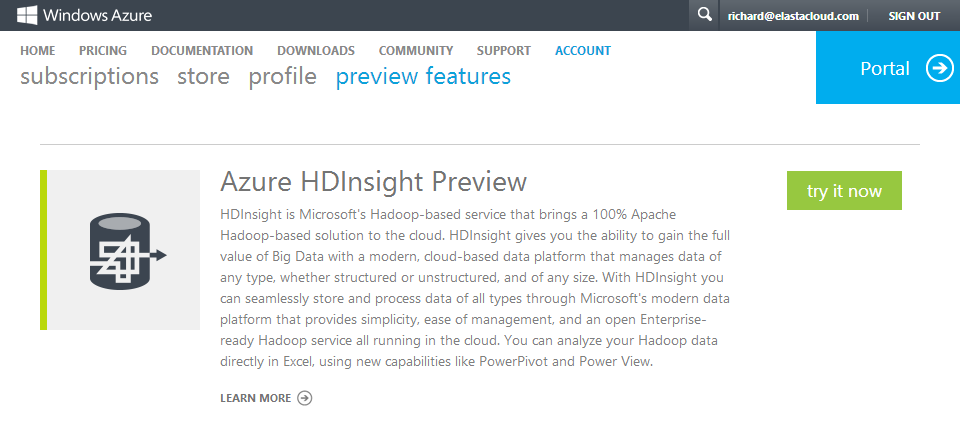 Windows Azure
richard@elastacloud.com
SIGN OUT
HOME PRICING DOCUMENTATION DOWNLOADS COMMUNITY SUPPORT ACCOUNT
subscriptions store profile preview features
Portal
Azure HDInsight Preview
try it now
HDInsight is Microsoft's Hadoop-based service that brings a 100% Apache
Hadoop-based solution to the cloud. HDInsight gives you the ability to gain the full
value of Big Data with a modern, cloud-based data platform that manages data of
any type, whether structured or unstructured, and of any size. With HDInsight you
can seamlessly store and process data of all types through Microsoft's modern data
platform that provides simplicity, ease of management, and an open Enterprise-
ready Hadoop service all running in the cloud. You can analyze your Hadoop data
directly in Excel, using new capabilities like PowerPivot and Power View.
LEARN MORE